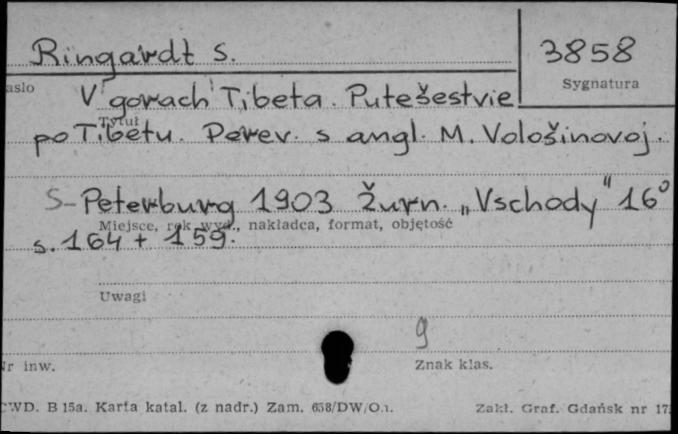 Ringardt S.
3858
asło
Sygnatura
V gorach Tibeta. Putešestvie
Tytuł
po Tibetu. Perev. s angl. M. Vološinovoj.
S-Peterburg 1903 Žurn. „Vschody" 16°
Miejsce, rok wyd., nakładca, format, objętość
s. 164 + 159.
Uwagi
9
Nr inw.
Znak klas.
CWD. B 15a. Karta katal. (z nadr.) Zam. 658/DW/O.
Zakł. Graf. Gdańsk nr 17